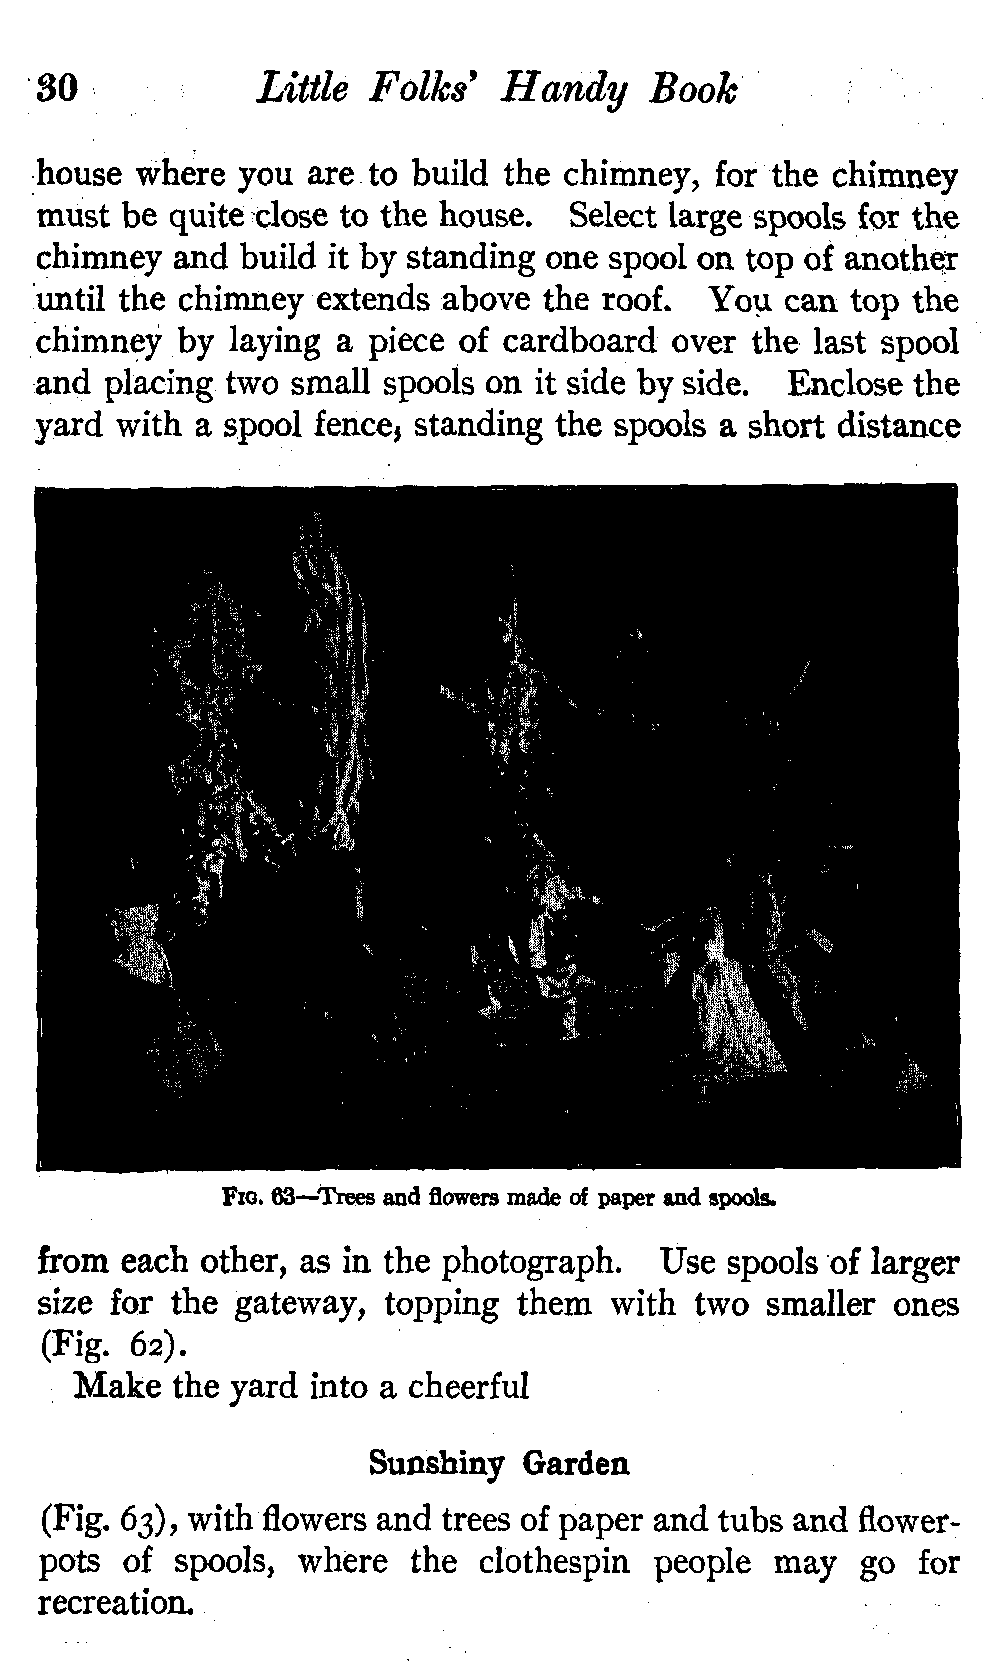 30 Little Folks' Handy Book
house where you are to build the chimney, for the chimney
must be quite close to the house. Select large spools for the
chimney and build it by standing one spool on top of another
until the chimney extends above the roof. You can top the
chimney by laying a piece of cardboard over the last spool
and placing two small spools on it side by side. Enclose the
yard with a spool fence, standing the spools a short distance
Fig. 63—Trees and flowers made of paper and spools.
from each other, as in the photograph. Use spools of larger
size for the gateway, topping them with two smaller ones
(Fig. 62).
Make the yard into a cheerful
Sunshiny Garden
(Fig. 63), with flowers and trees of paper and tubs and flower-
pots of spools, where the clothespin people may go for
recreation.